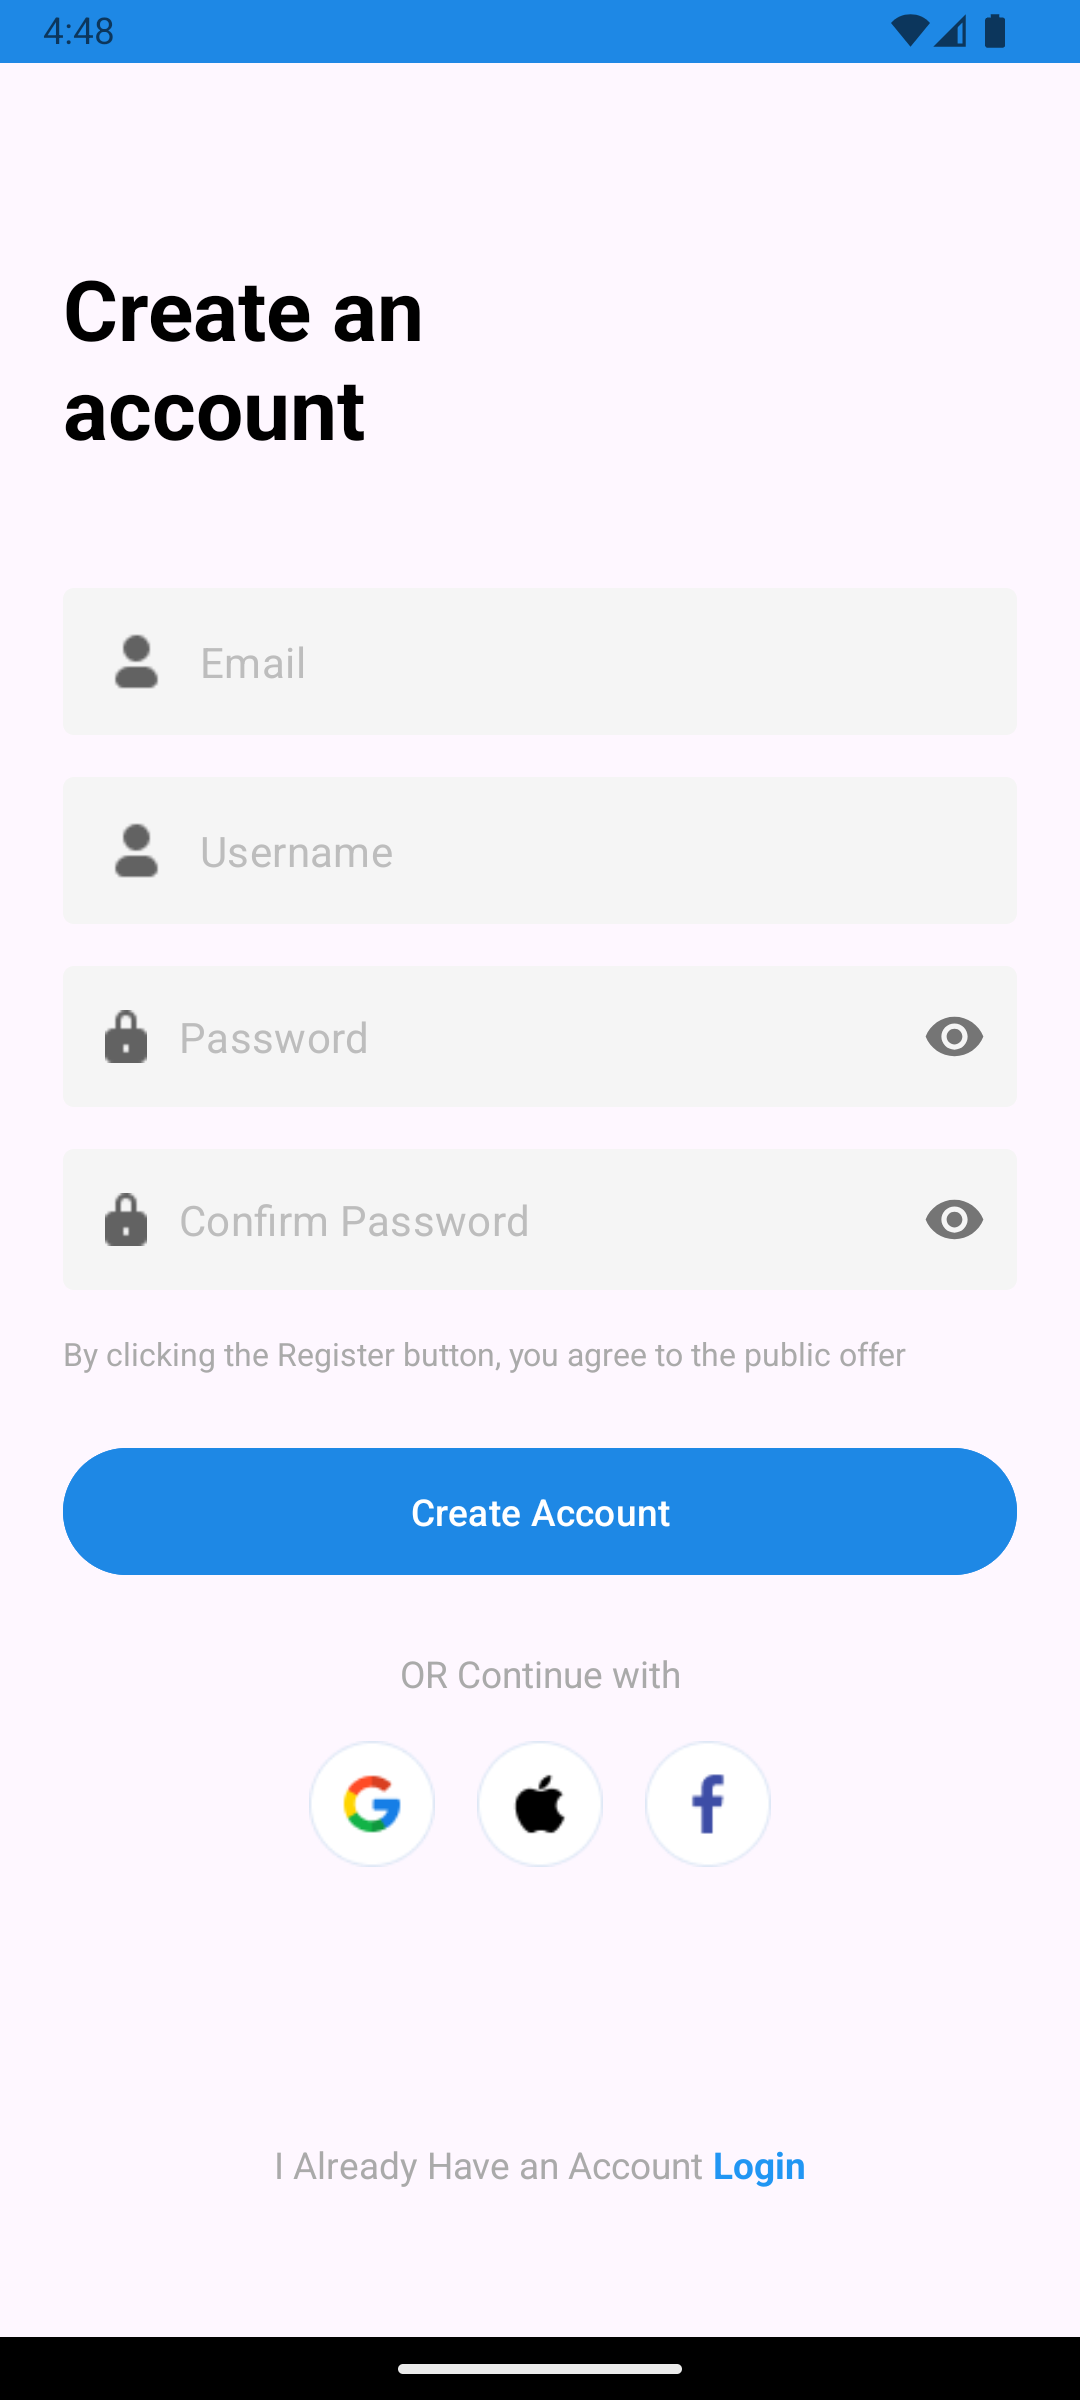 4:48
Create an
account
Email
Username
Password
Confirm Password
By clicking the Register button, you agree to the public offer
Create Account
OR Continue with
I Already Have an Account Login